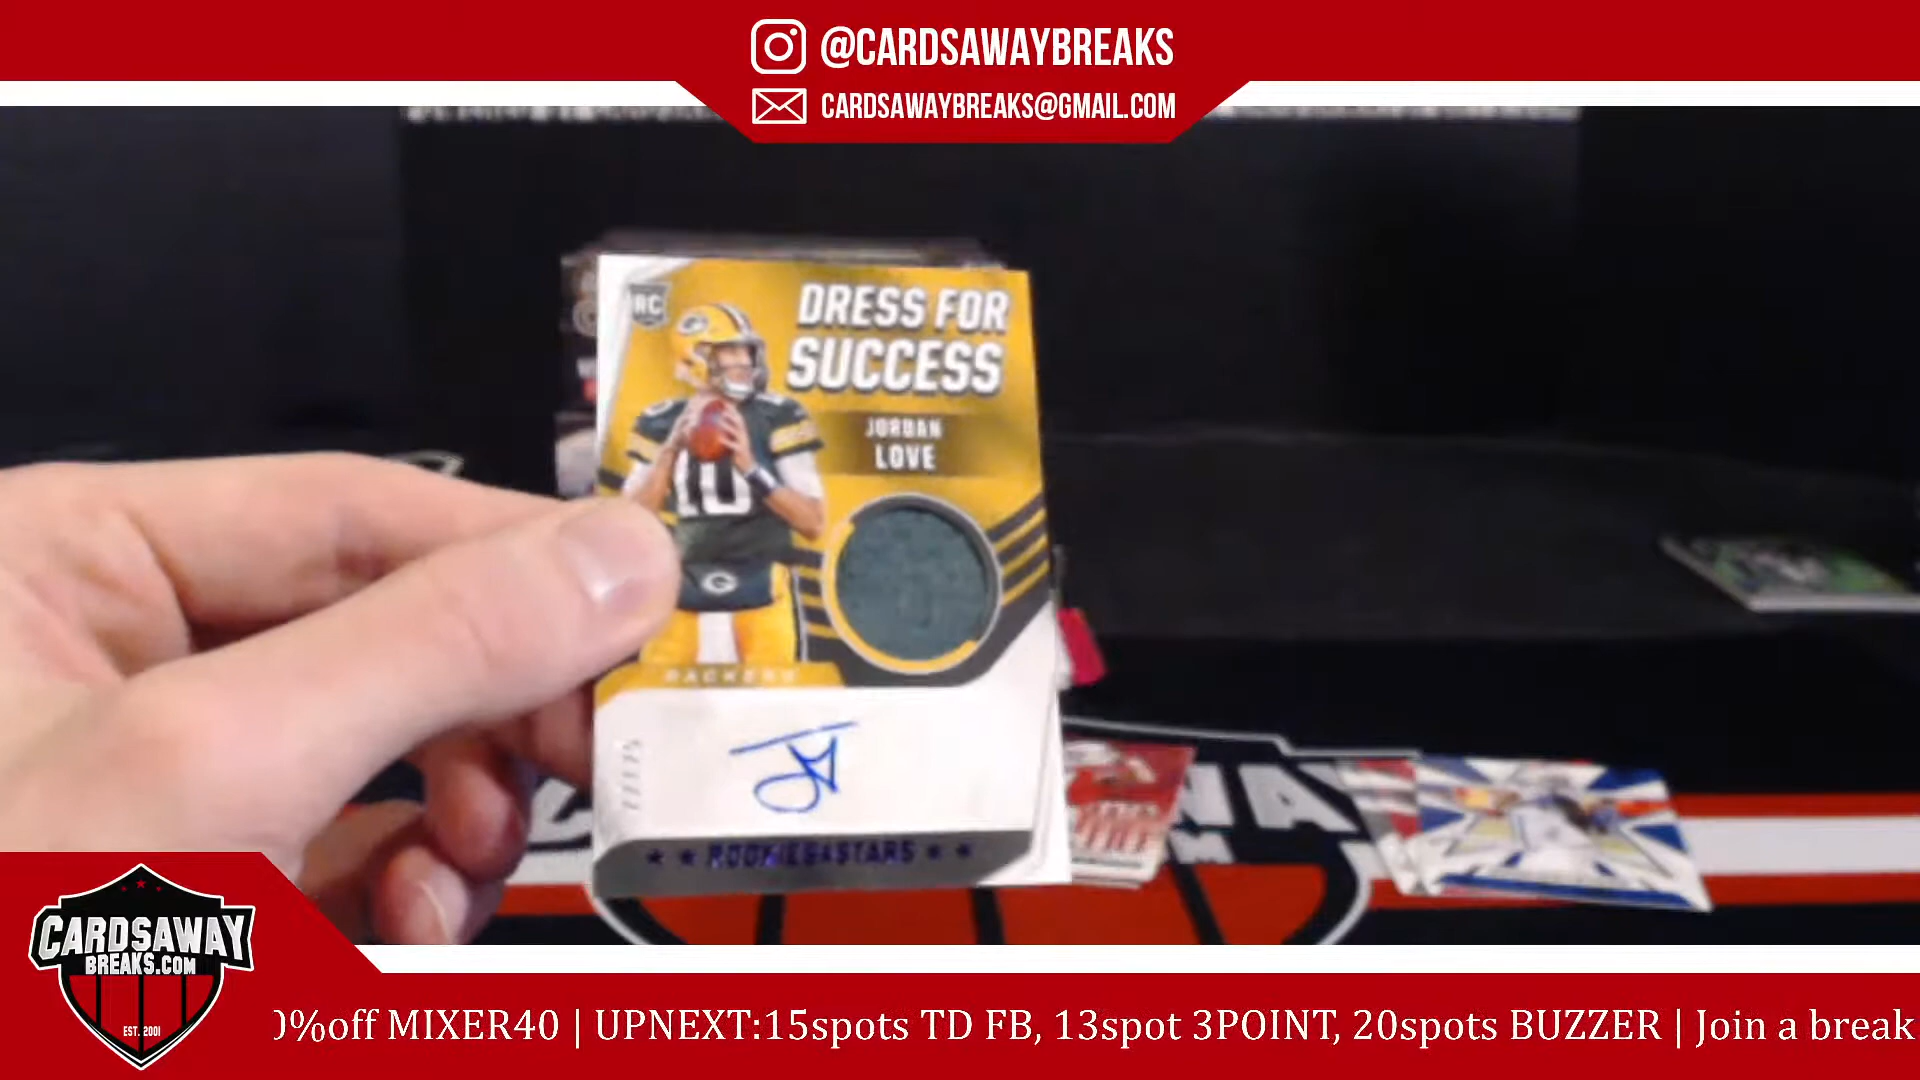 @CARDSAWAYBREAKS
CARDSAWAYBREAKS@GMAIL.COM
RC
DRESS FOR
SUCCESS
JORDAN
LOVE
10
G
PACKERS
★ ★ ROOKIES & STARS ★ ★
CARDSAWAY
BREAKS.COM
EST. 2001
%off MIXER40 | UPNEXT:15spots TD FB, 13spot 3POINT, 20spots BUZZER | Join a break